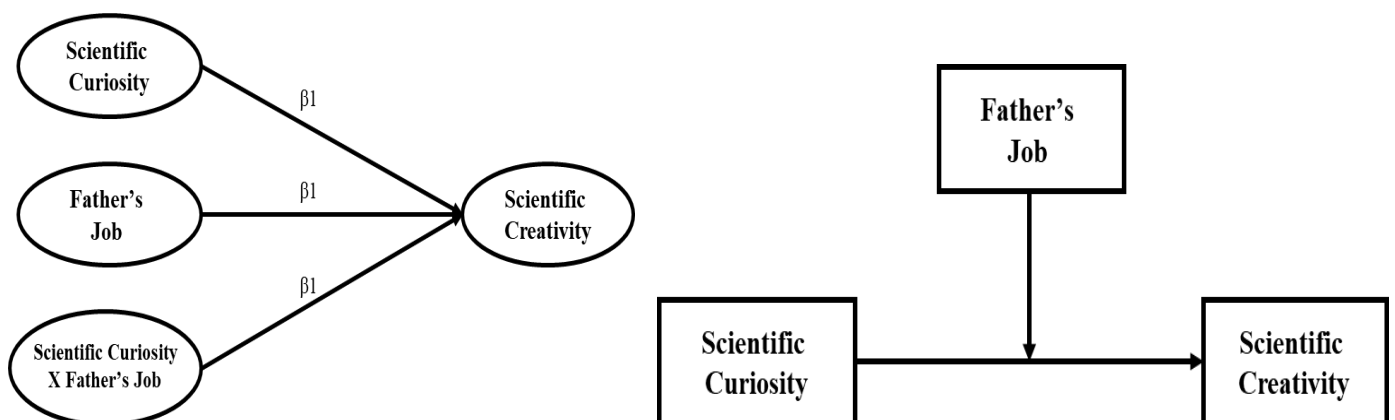 Scientific
Curiosity
β1
Father's
Job
β1
Scientific
Creativity
Scientific Curiosity
X Father's Job
β1
Father's
Job
Scientific
Curiosity
Scientific
Creativity